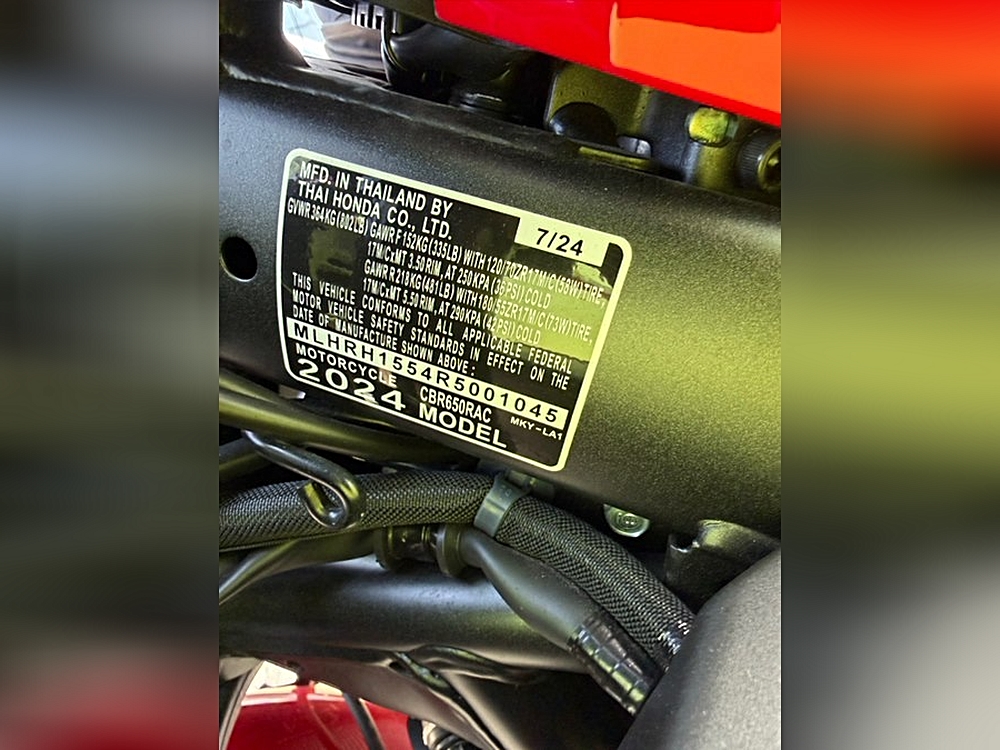 MFD. IN THAILAND BY
THAI HONDA CO., LTD.
7/24
GVWR 364KG(802LB) GAWR F 152KG(335LB) WITH 120/70ZR17M/C(58W)TIRE,
17M/CxMT 3.50 RIM, AT 250KPA(36PSI)COLD
GAWR R 218KG(481LB) WITH 180/55ZR17M/C(73W)TIRE,
17M/CxMT 5.50 RIM, AT 290KPA(42PSI)COLD
THIS VEHICLE CONFORMS TO ALL APPLICABLE FEDERAL
MOTOR VEHICLE SAFETY STANDARDS IN EFFECT ON THE
DATE OF MANUFACTURE SHOWN ABOVE:
MLHRH1554R5001045
MOTORCYCLE CBR650RAC MKY-LA1
2024 MODEL